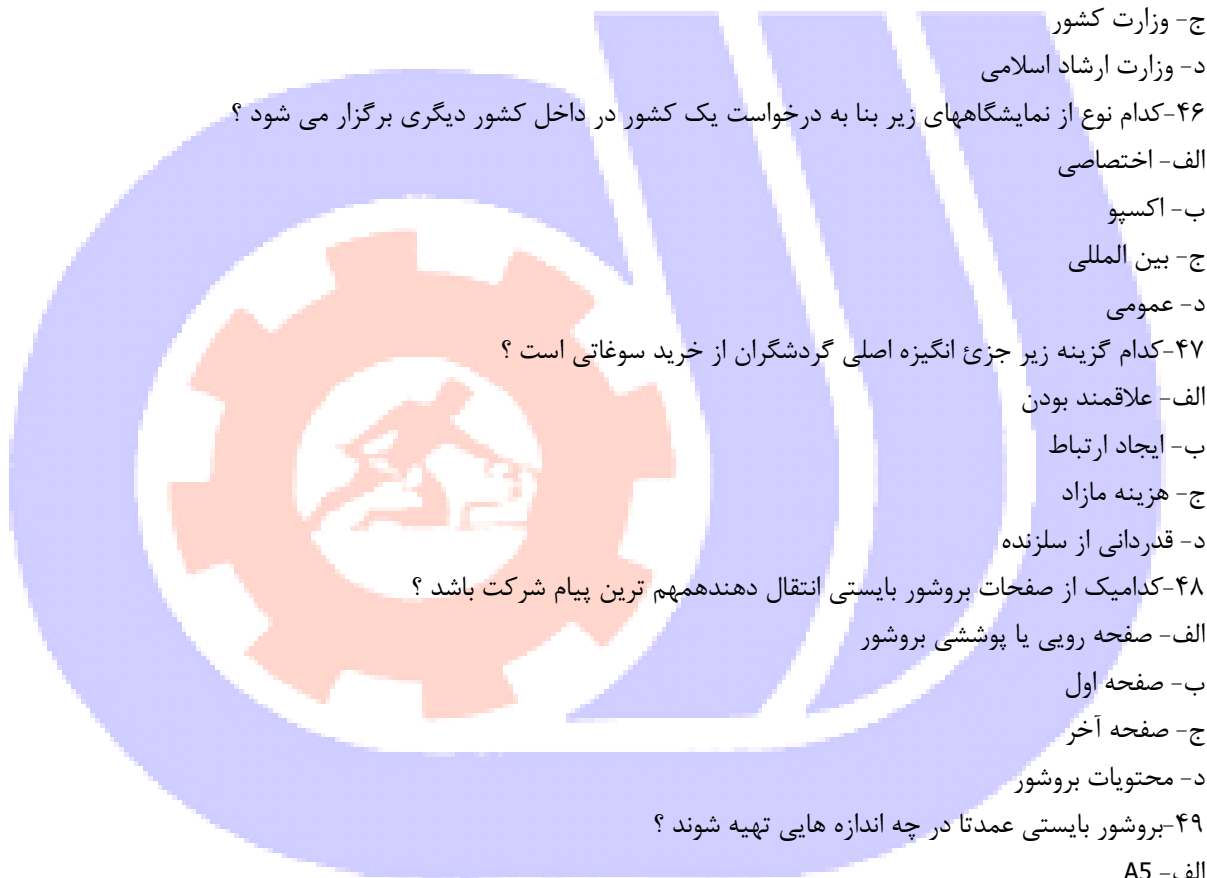 ج- وزارت کشور
د- وزارت ارشاد اسلامی
۴۶-کدام نوع از نمایشگاههای زیر بنا به درخواست یک کشور در داخل کشور دیگری برگزار می شود ؟
الف- اختصاصی
ب- اکسپو
ج- بین المللی
د- عمومی
۴۷-کدام گزینه زیر جزئ انگیزه اصلی گردشگران از خرید سوغاتی است ؟
الف- علاقمند بودن
ب- ایجاد ارتباط
ج- هزینه مازاد
د- قدردانی از سلزنده
۴۸-کدامیک از صفحات بروشور بایستی انتقال دهندهمهم ترین پیام شرکت باشد ؟
الف- صفحه رویی یا پوششی بروشور
ب- صفحه اول
ج- صفحه آخر
د- محتویات بروشور
۴۹-بروشور بایستی عمدتا در چه اندازه هایی تهیه شوند ؟
الف- A5